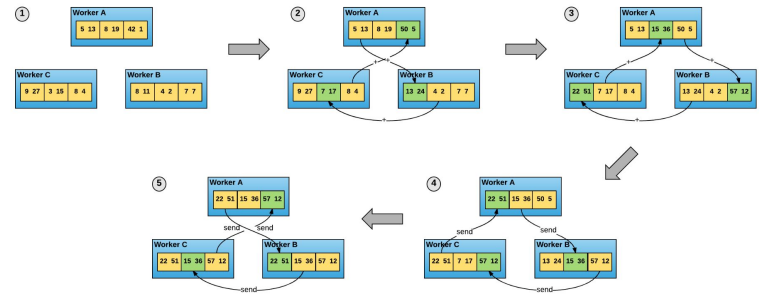 1
Worker A
5 13 8 19 42 1
Worker C
9 27 3 15 8 4
Worker B
8 11 4 2 7 7
2
Worker A
5 13 8 19 50 5
+ +
Worker C
9 27 7 17 8 4
Worker B
13 24 4 2 7 7
+
3
Worker A
5 13 15 36 50 5
+ +
Worker C
22 51 7 17 8 4
Worker B
13 24 4 2 57 12
+
5
Worker A
22 51 15 36 57 12
send send
Worker C
22 51 15 36 57 12
Worker B
22 51 15 36 57 12
send
4
Worker A
22 51 15 36 50 5
send send
Worker C
22 51 7 17 57 12
Worker B
13 24 15 36 57 12
send